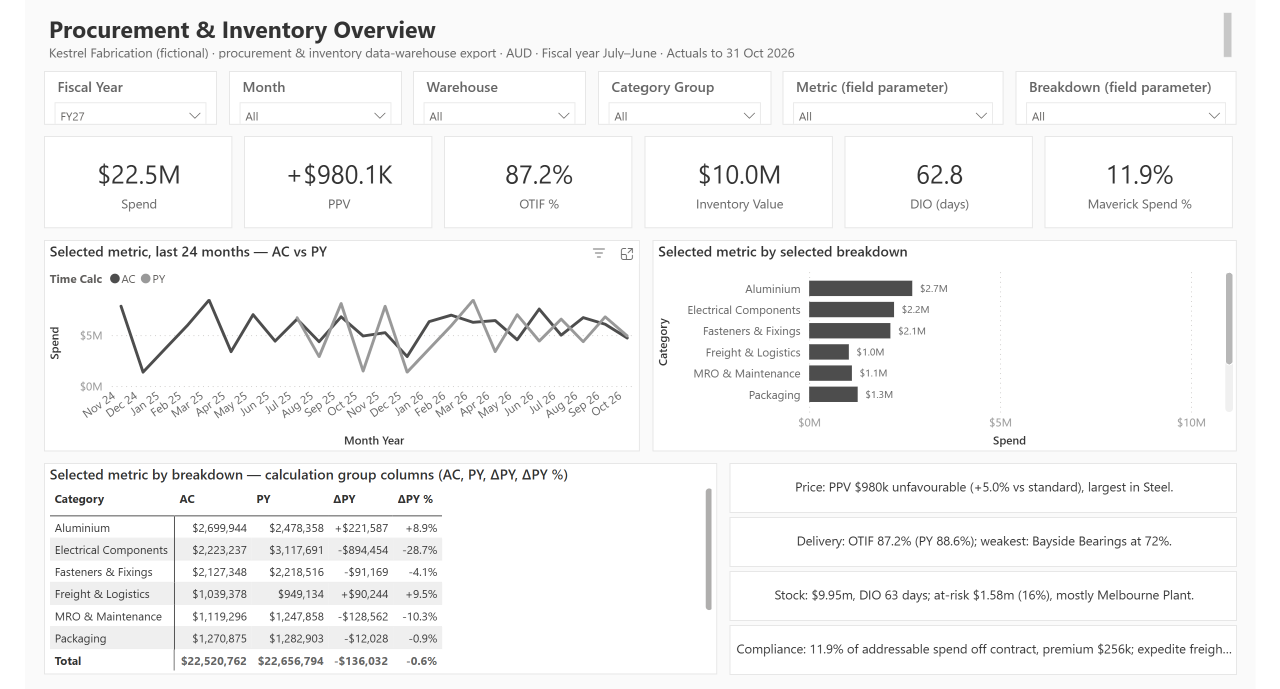 Procurement & Inventory Overview
Kestrel Fabrication (fictional) · procurement & inventory data-warehouse export · AUD · Fiscal year July–June · Actuals to 31 Oct 2026
Fiscal Year Month Warehouse Category Group Metric (field parameter) Breakdown (field parameter)
FY27 All All All All All
$22.5M +$980.1K 87.2% $10.0M 62.8 11.9%
Spend PPV OTIF % Inventory Value DIO (days) Maverick Spend %
Selected metric, last 24 months — AC vs PY
Time Calc AC PY
Spend
$5M
$0M
Nov 24 Dec 24 Jan 25 Feb 25 Mar 25 Apr 25 May 25 Jun 25 Jul 25 Aug 25 Sep 25 Oct 25 Nov 25 Dec 25 Jan 26 Feb 26 Mar 26 Apr 26 May 26 Jun 26 Jul 26 Aug 26 Sep 26 Oct 26
Month Year
Selected metric by selected breakdown
Category
Aluminium $2.7M
Electrical Components $2.2M
Fasteners & Fixings $2.1M
Freight & Logistics $1.0M
MRO & Maintenance $1.1M
Packaging $1.3M
$0M $5M $10M
Spend
Selected metric by breakdown — calculation group columns (AC, PY, ΔPY, ΔPY %)
Category AC PY ΔPY ΔPY %
Aluminium $2,699,944 $2,478,358 +$221,587 +8.9%
Electrical Components $2,223,237 $3,117,691 -$894,454 -28.7%
Fasteners & Fixings $2,127,348 $2,218,516 -$91,169 -4.1%
Freight & Logistics $1,039,378 $949,134 +$90,244 +9.5%
MRO & Maintenance $1,119,296 $1,247,858 -$128,562 -10.3%
Packaging $1,270,875 $1,282,903 -$12,028 -0.9%
Total $22,520,762 $22,656,794 -$136,032 -0.6%
Price: PPV $980k unfavourable (+5.0% vs standard), largest in Steel.
Delivery: OTIF 87.2% (PY 88.6%); weakest: Bayside Bearings at 72%.
Stock: $9.95m, DIO 63 days; at-risk $1.58m (16%), mostly Melbourne Plant.
Compliance: 11.9% of addressable spend off contract, premium $256k; expedite freigh...